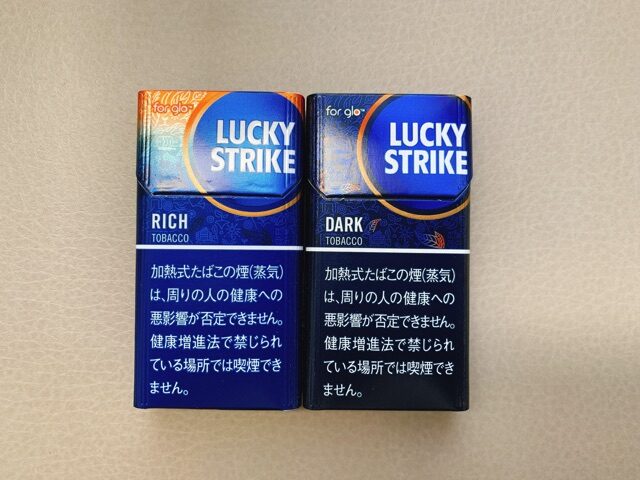 for glo™
LUCKY
STRIKE
RICH
TOBACCO
加熱式たばこの煙(蒸気)
は、周りの人の健康への
悪影響が否定できません。
健康増進法で禁じられ
ている場所では喫煙でき
ません。
for glo™
LUCKY
STRIKE
DARK
TOBACCO
加熱式たばこの煙(蒸気)
は、周りの人の健康への
悪影響が否定できません。
健康増進法で禁じられ
ている場所では喫煙でき
ません。